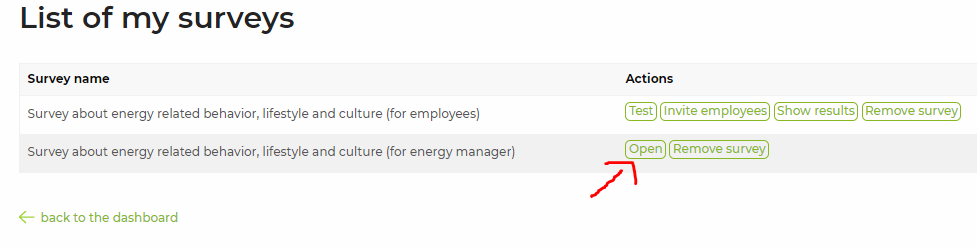 List of my surveys
Survey name Actions
Survey about energy related behavior, lifestyle and culture (for employees) Test Invite employees Show results Remove survey
Survey about energy related behavior, lifestyle and culture (for energy manager) Open Remove survey
back to the dashboard